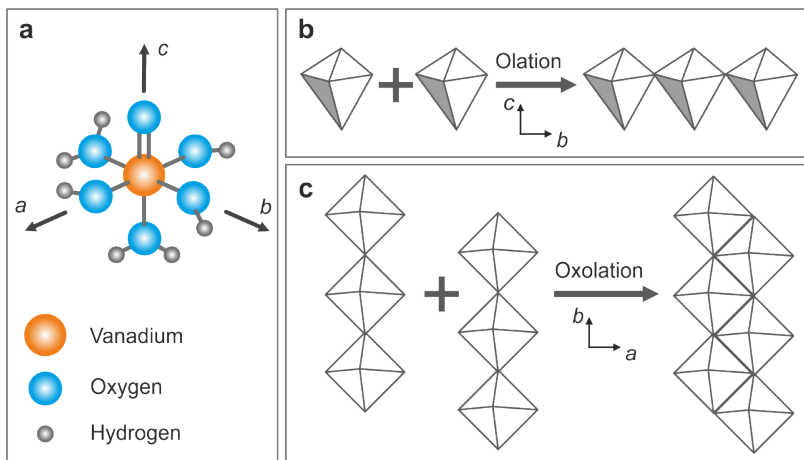 a
c
a
b
Vanadium
Oxygen
Hydrogen
b
Olation
c
b
c
Oxolation
b
a